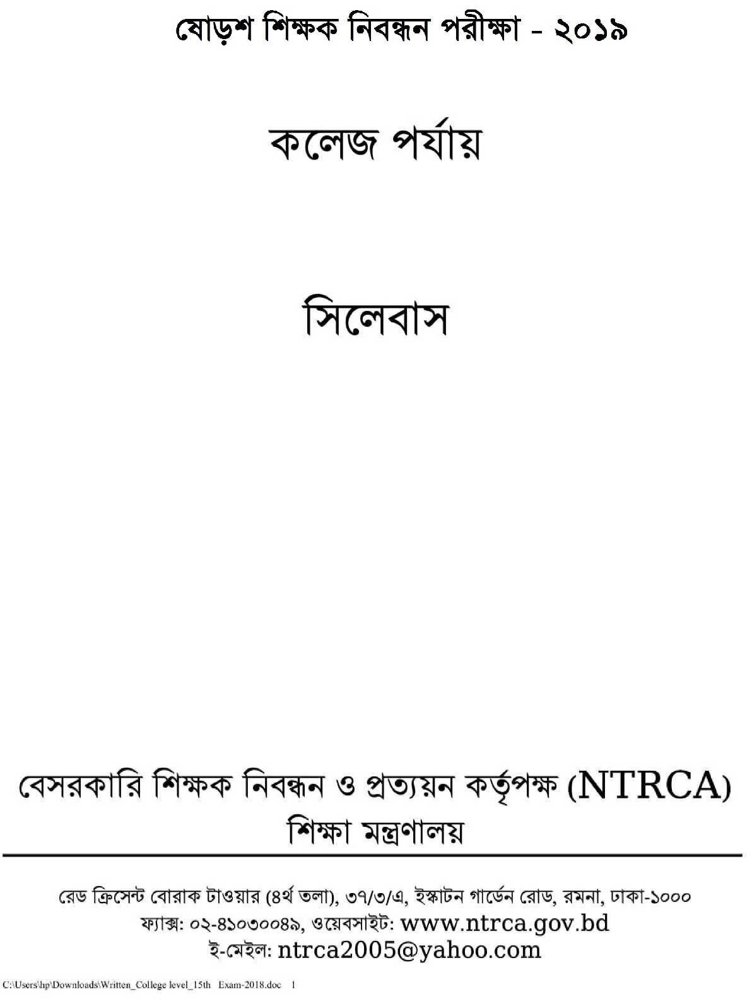 ষোড়শ শিক্ষক নিবন্ধন পরীক্ষা - ২০১৯
কলেজ পর্যায়
সিলেবাস
বেসরকারি শিক্ষক নিবন্ধন ও প্রত্যয়ন কর্তৃপক্ষ (NTRCA)
শিক্ষা মন্ত্রণালয়
রেড ক্রিসেন্ট বোরাক টাওয়ার (৪র্থ তলা), ৩৭/৩/এ, ইস্কাটন গার্ডেন রোড, রমনা, ঢাকা-১০০০
ফ্যাক্স: ০২-৪১০৩০০৪৯, ওয়েবসাইট: www.ntrca.gov.bd
ই-মেইল: ntrca2005@yahoo.com
C:\Users\hp\Downloads\Written_College level_15th Exam-2018.doc 1